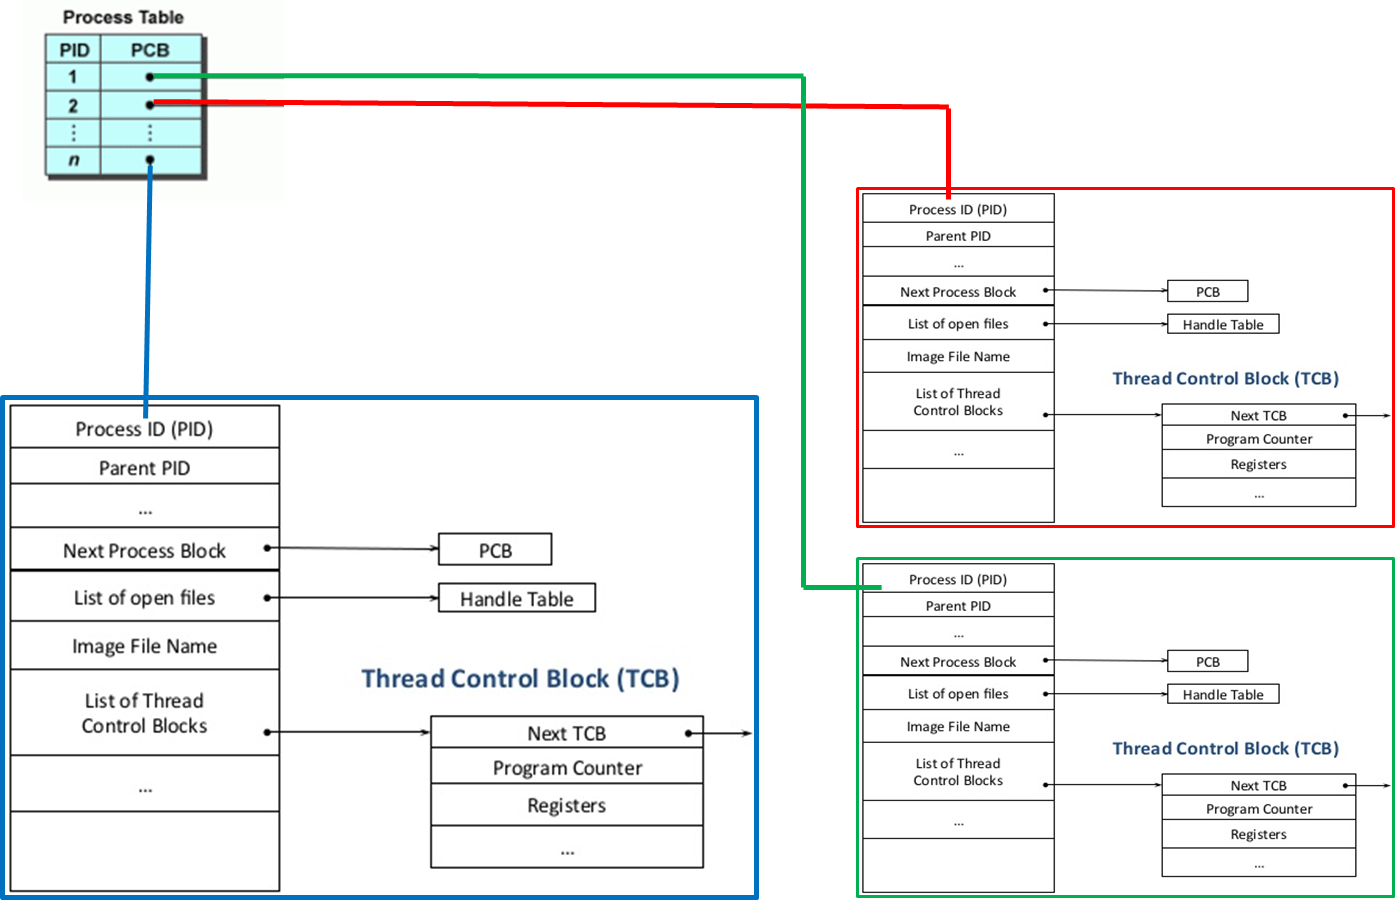 Process Table
PID PCB
1
2
⋮ ⋮
n
Process ID (PID)
Parent PID
...
Next Process Block
PCB
List of open files
Handle Table
Image File Name
Thread Control Block (TCB)
List of Thread
Control Blocks
Next TCB
Program Counter
Registers
...
...
Process ID (PID)
Parent PID
...
Next Process Block
PCB
List of open files
Handle Table
Image File Name
Thread Control Block (TCB)
List of Thread
Control Blocks
Next TCB
Program Counter
Registers
...
...
Process ID (PID)
Parent PID
...
Next Process Block
PCB
List of open files
Handle Table
Image File Name
Thread Control Block (TCB)
List of Thread
Control Blocks
Next TCB
Program Counter
Registers
...
...